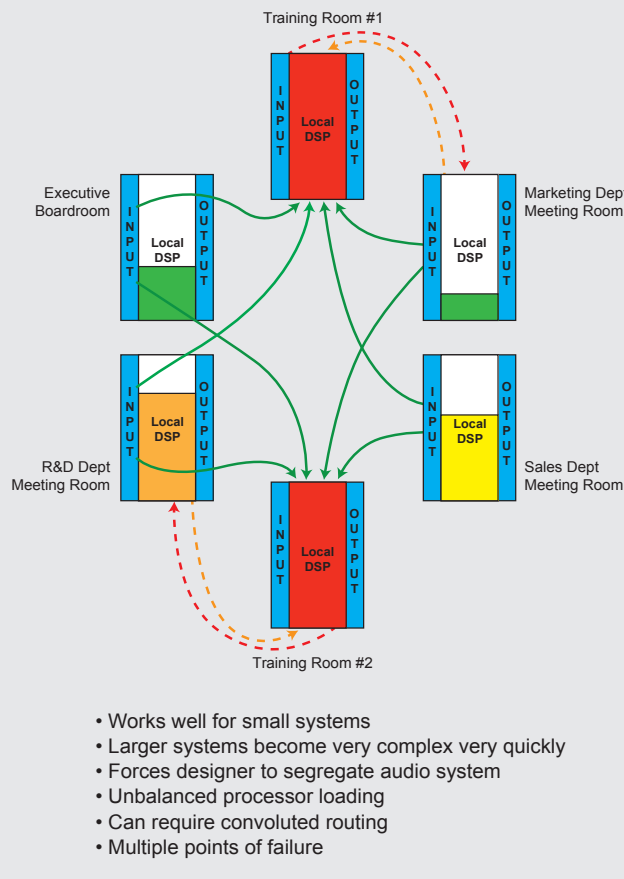 Training Room #1
INPUT
Local
DSP
OUTPUT
Executive
Boardroom
INPUT
Local
DSP
OUTPUT
INPUT
Local
DSP
OUTPUT
Marketing Dept
Meeting Room
R&D Dept
Meeting Room
INPUT
Local
DSP
OUTPUT
INPUT
Local
DSP
OUTPUT
Sales Dept
Meeting Room
INPUT
Local
DSP
OUTPUT
Training Room #2
• Works well for small systems
• Larger systems become very complex very quickly
• Forces designer to segregate audio system
• Unbalanced processor loading
• Can require convoluted routing
• Multiple points of failure